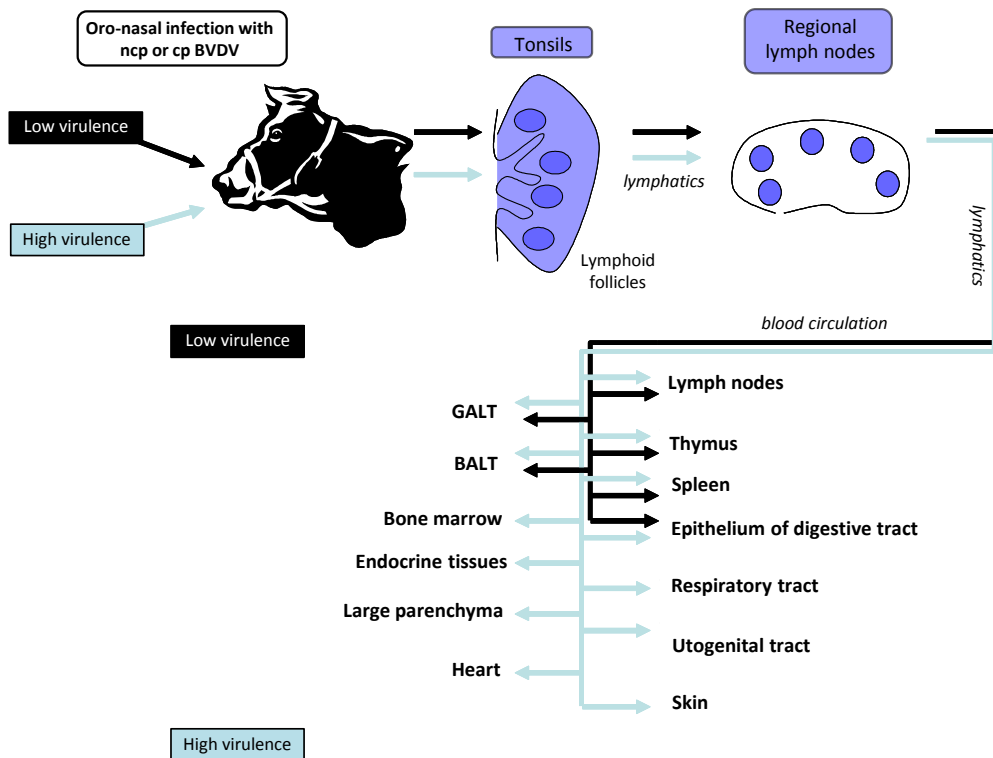 Oro-nasal infection with
ncp or cp BVDV
Tonsils
Regional
lymph nodes
Low virulence
High virulence
lymphatics
Lymphoid
follicles
lymphatics
blood circulation
Low virulence
Lymph nodes
GALT
Thymus
BALT
Spleen
Bone marrow
Epithelium of digestive tract
Endocrine tissues
Respiratory tract
Large parenchyma
Utogenital tract
Heart
Skin
High virulence